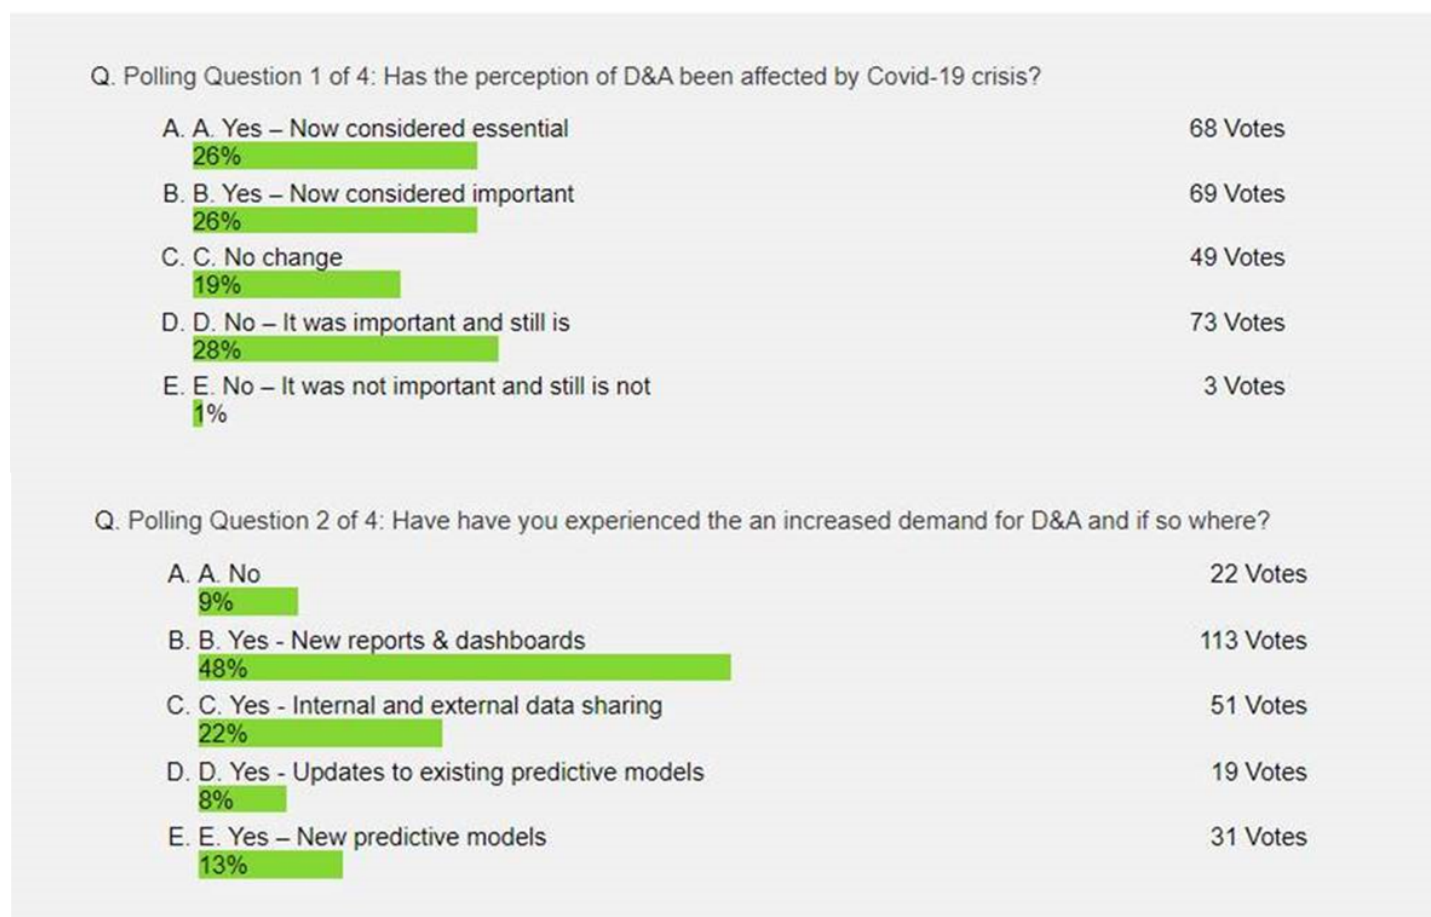 Q. Polling Question 1 of 4: Has the perception of D&A been affected by Covid-19 crisis?
A. A. Yes – Now considered essential 68 Votes
26%
B. B. Yes – Now considered important 69 Votes
26%
C. C. No change 49 Votes
19%
D. D. No – It was important and still is 73 Votes
28%
E. E. No – It was not important and still is not 3 Votes
1%
Q. Polling Question 2 of 4: Have have you experienced the an increased demand for D&A and if so where?
A. A. No 22 Votes
9%
B. B. Yes - New reports & dashboards 113 Votes
48%
C. C. Yes - Internal and external data sharing 51 Votes
22%
D. D. Yes - Updates to existing predictive models 19 Votes
8%
E. E. Yes – New predictive models 31 Votes
13%